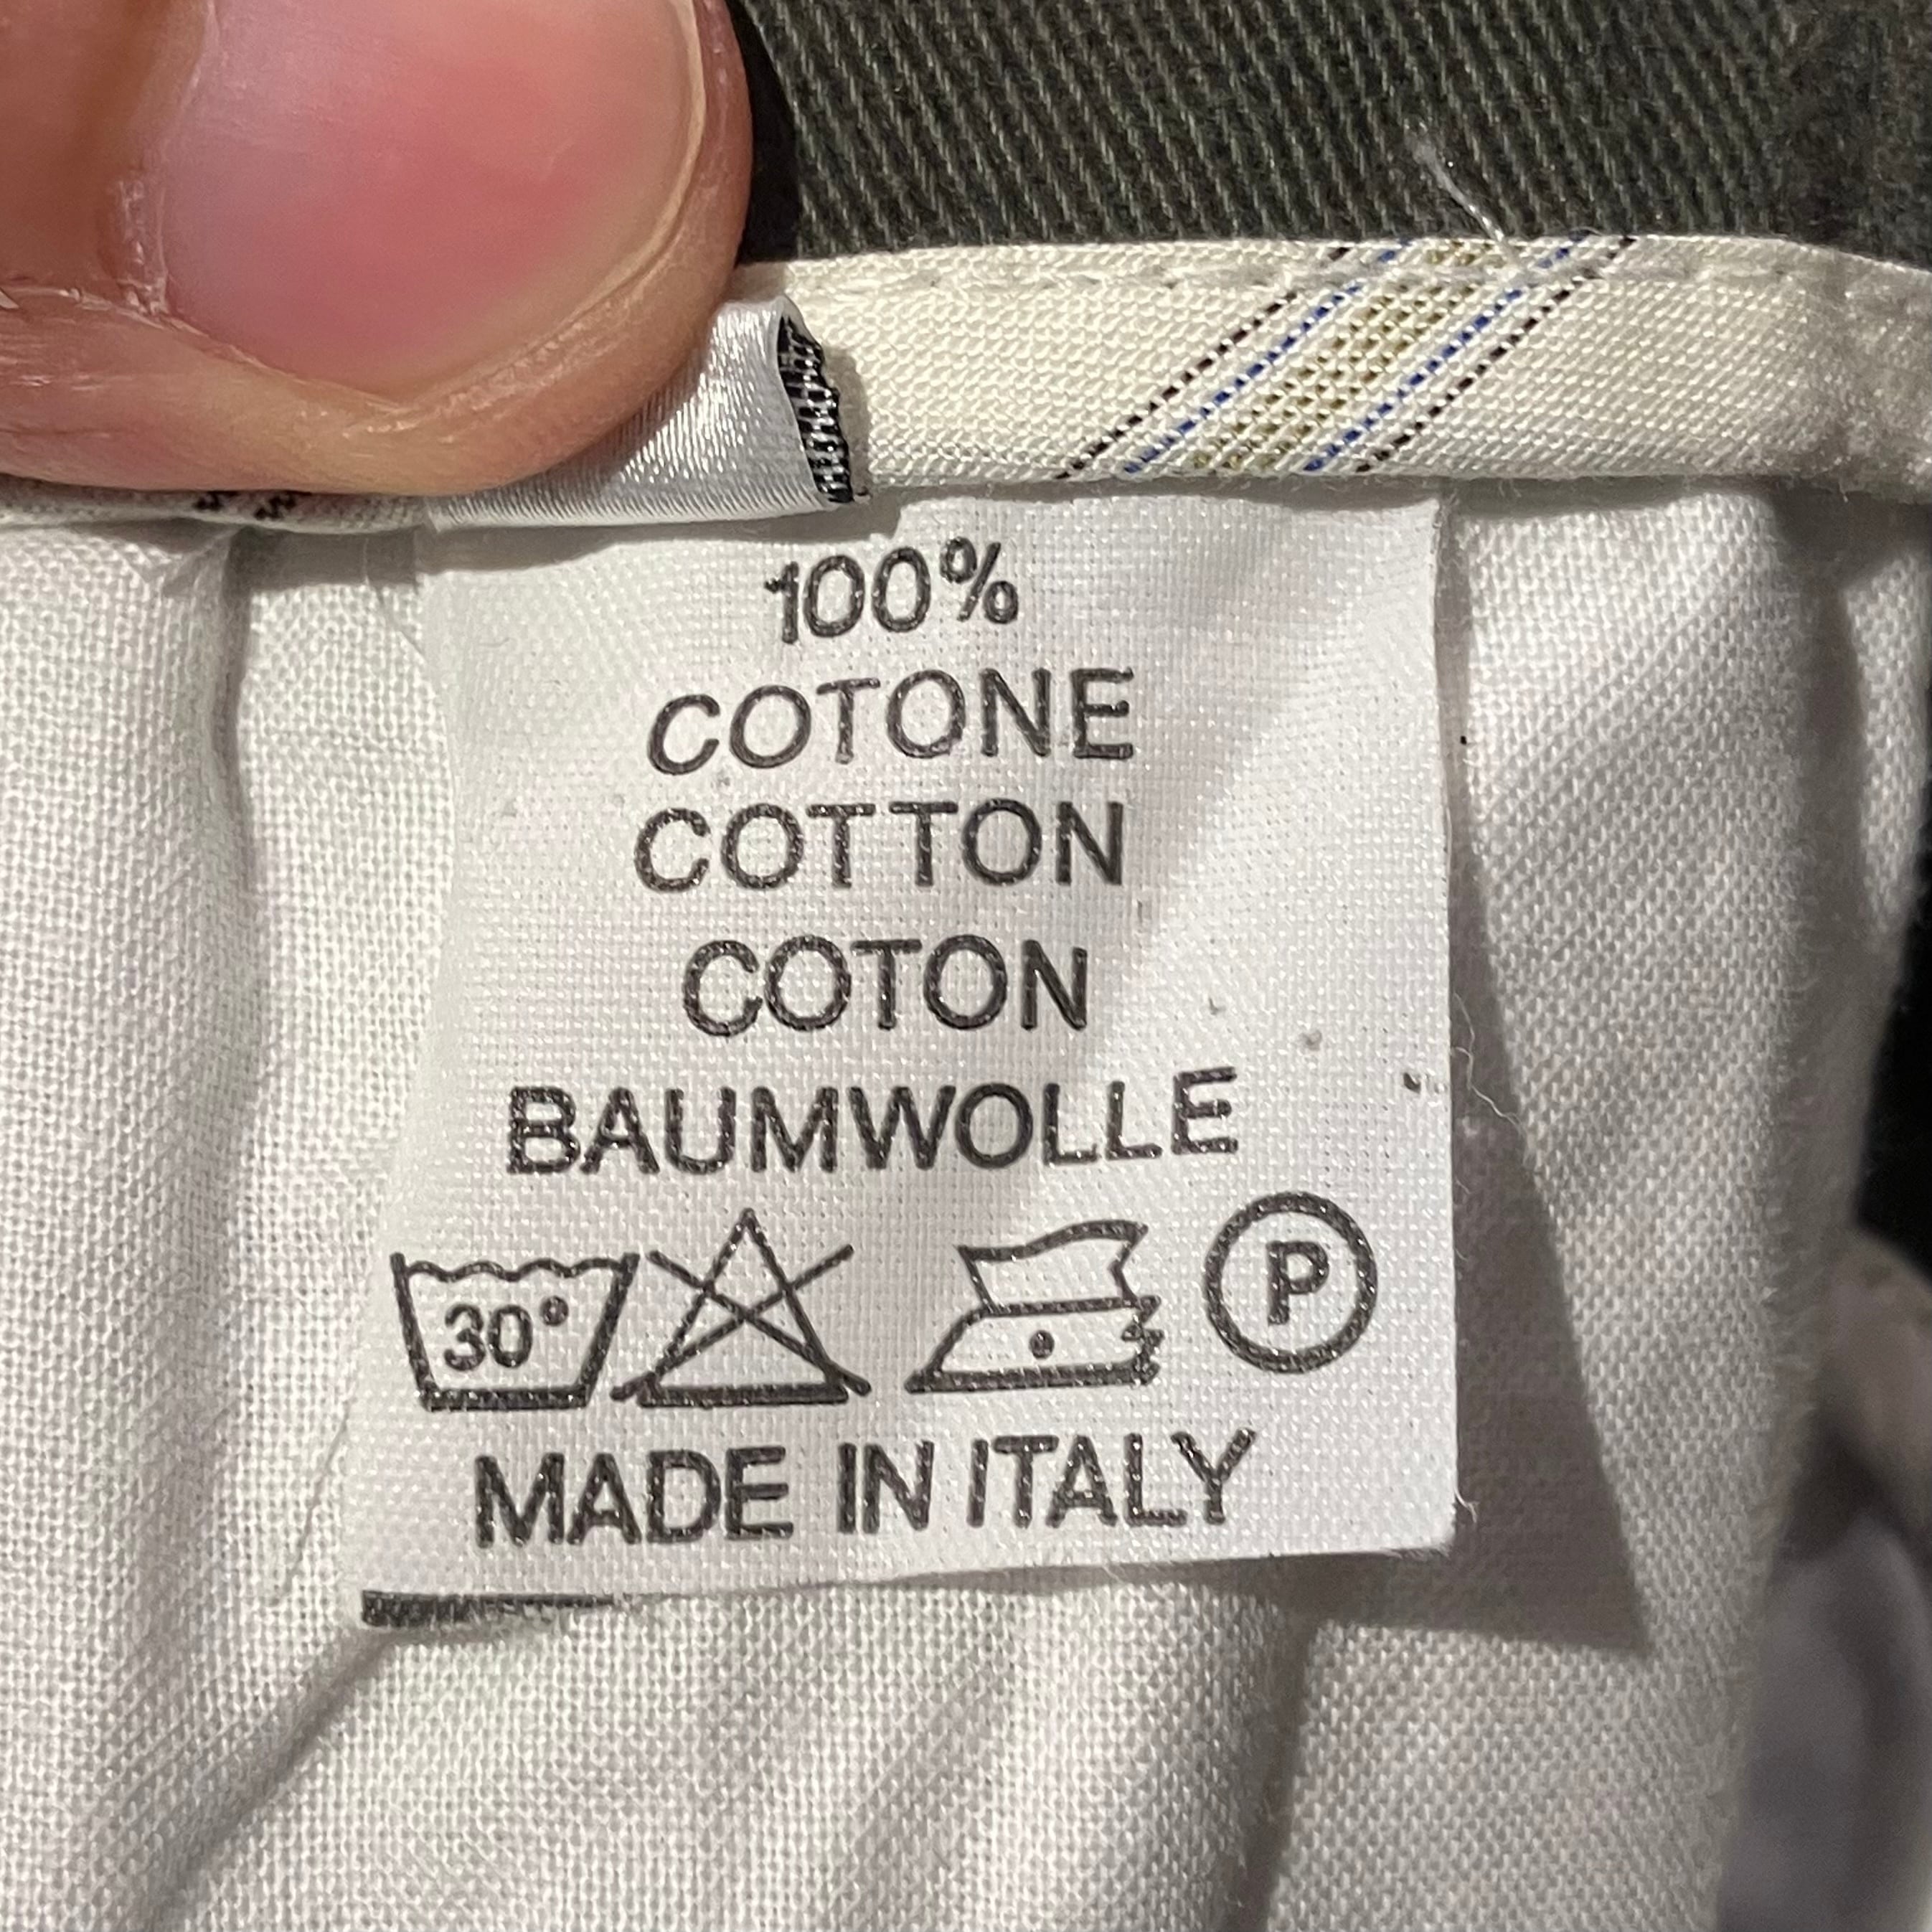 100%
COTONE
COTTON
COTON
BAUMWOLLE
30° P
MADE IN ITALY